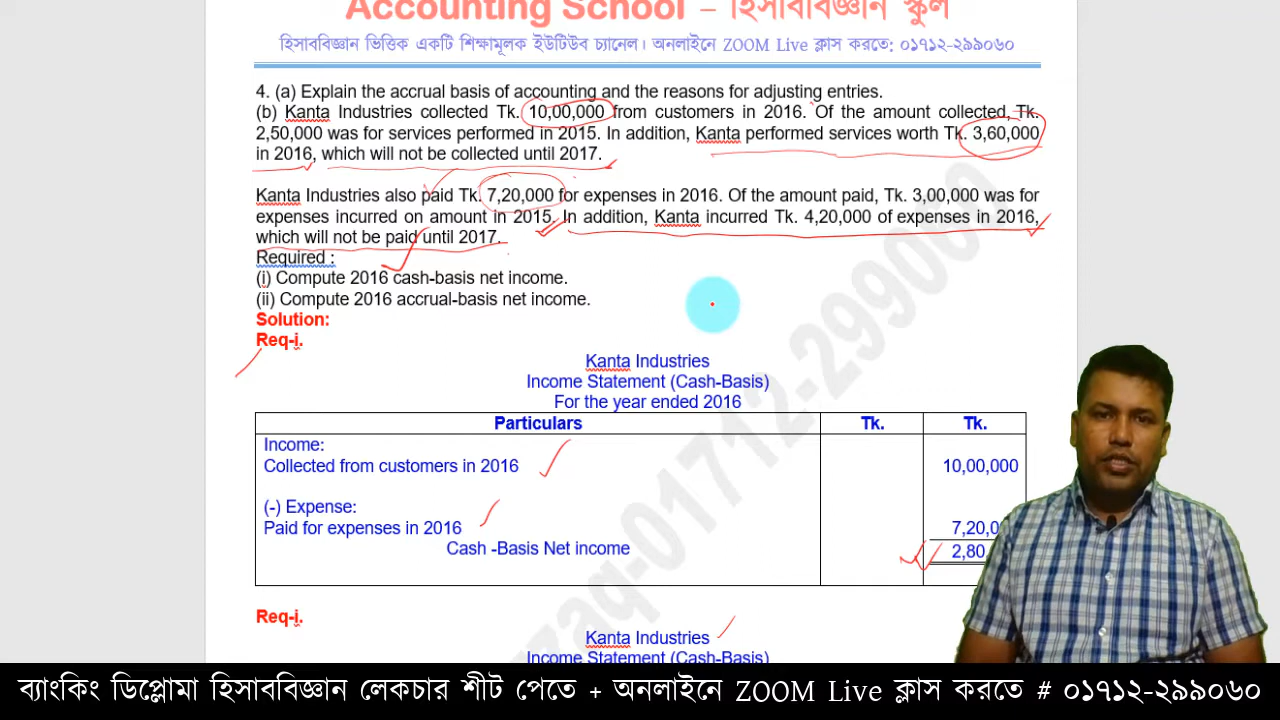 Accounting School – হিসাববিজ্ঞান স্কুল
হিসাববিজ্ঞান ভিত্তিক একটি শিক্ষামূলক ইউটিউব চ্যানেল। অনলাইনে ZOOM Live ক্লাস করতে: ০১৭১২-২৯৯০৬০
4. (a) Explain the accrual basis of accounting and the reasons for adjusting entries.
(b) Kanta Industries collected Tk. 10,00,000 from customers in 2016. Of the amount collected, Tk.
2,50,000 was for services performed in 2015. In addition, Kanta performed services worth Tk. 3,60,000
in 2016, which will not be collected until 2017.
Kanta Industries also paid Tk. 7,20,000 for expenses in 2016. Of the amount paid, Tk. 3,00,000 was for
expenses incurred on amount in 2015. In addition, Kanta incurred Tk. 4,20,000 of expenses in 2016,
which will not be paid until 2017.
Required :
(i) Compute 2016 cash-basis net income.
(ii) Compute 2016 accrual-basis net income.
Solution:
Req-i.
Kanta Industries
Income Statement (Cash-Basis)
For the year ended 2016
Particulars Tk. Tk.
Income:
Collected from customers in 2016 10,00,000
(-) Expense:
Paid for expenses in 2016 7,20,0
Cash -Basis Net income 2,80,
Req-i.
Kanta Industries
Income Statement (Cash-Basis)
ব্যাংকিং ডিপ্লোমা হিসাববিজ্ঞান লেকচার শীট পেতে + অনলাইনে ZOOM Live ক্লাস করতে # ০১৭১২-২৯৯০৬০